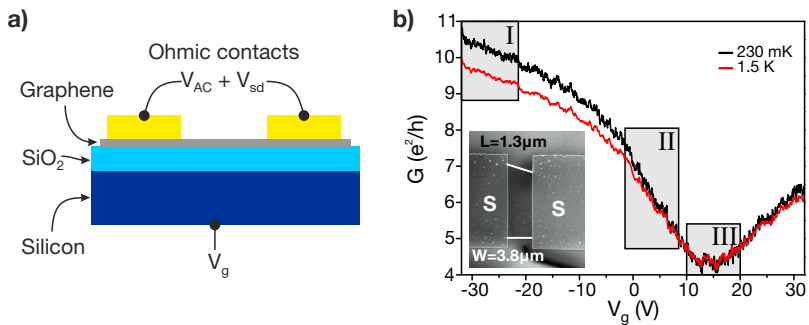 a)
Ohmic contacts
V_AC + V_sd
Graphene
SiO₂
Silicon
V_g
b)
G (e²/h)
11
10
9
8
7
6
5
4
I
II
III
230 mK
1.5 K
L=1.3µm
S S
W=3.8µm
-30 -20 -10 0 10 20 30
V_g (V)